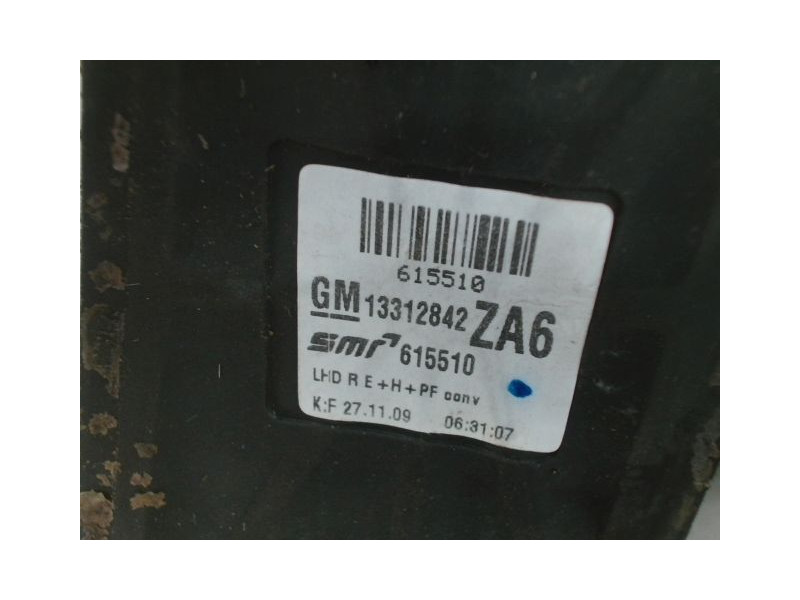 615510
GM 13312842 ZA6
smr 615510
LHD R E+H+PF conv
K:F 27.11.09 06:31:07